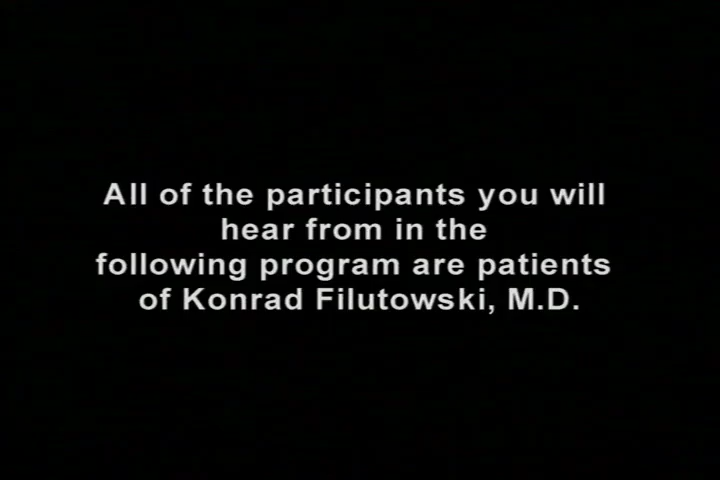 All of the participants you will
hear from in the
following program are patients
of Konrad Filutowski, M.D.